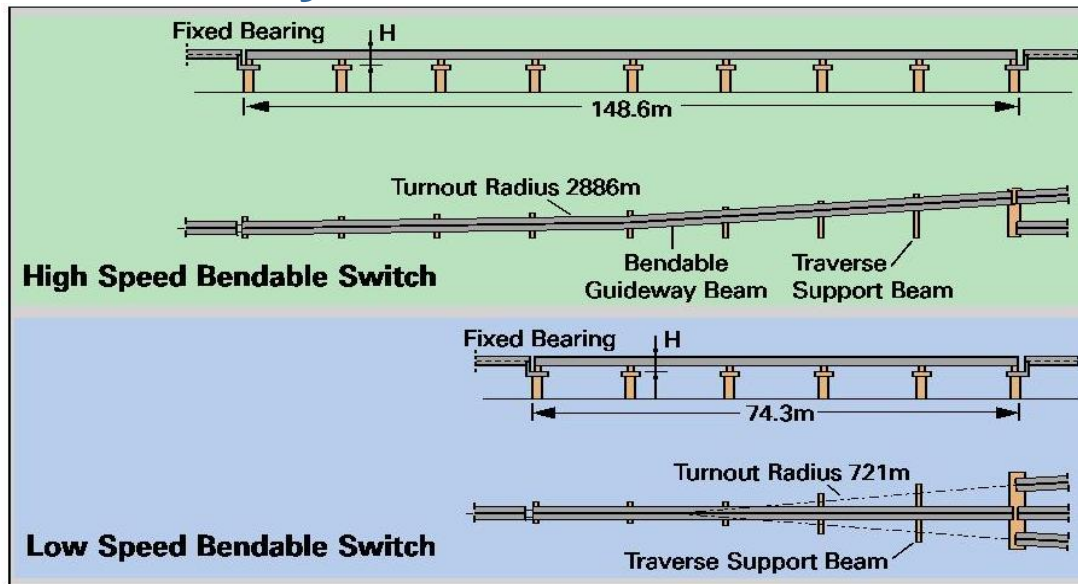 Fixed Bearing
H
148.6m
Turnout Radius 2886m
High Speed Bendable Switch
Bendable
Guideway Beam
Traverse
Support Beam
Fixed Bearing
H
74.3m
Turnout Radius 721m
Low Speed Bendable Switch
Traverse Support Beam